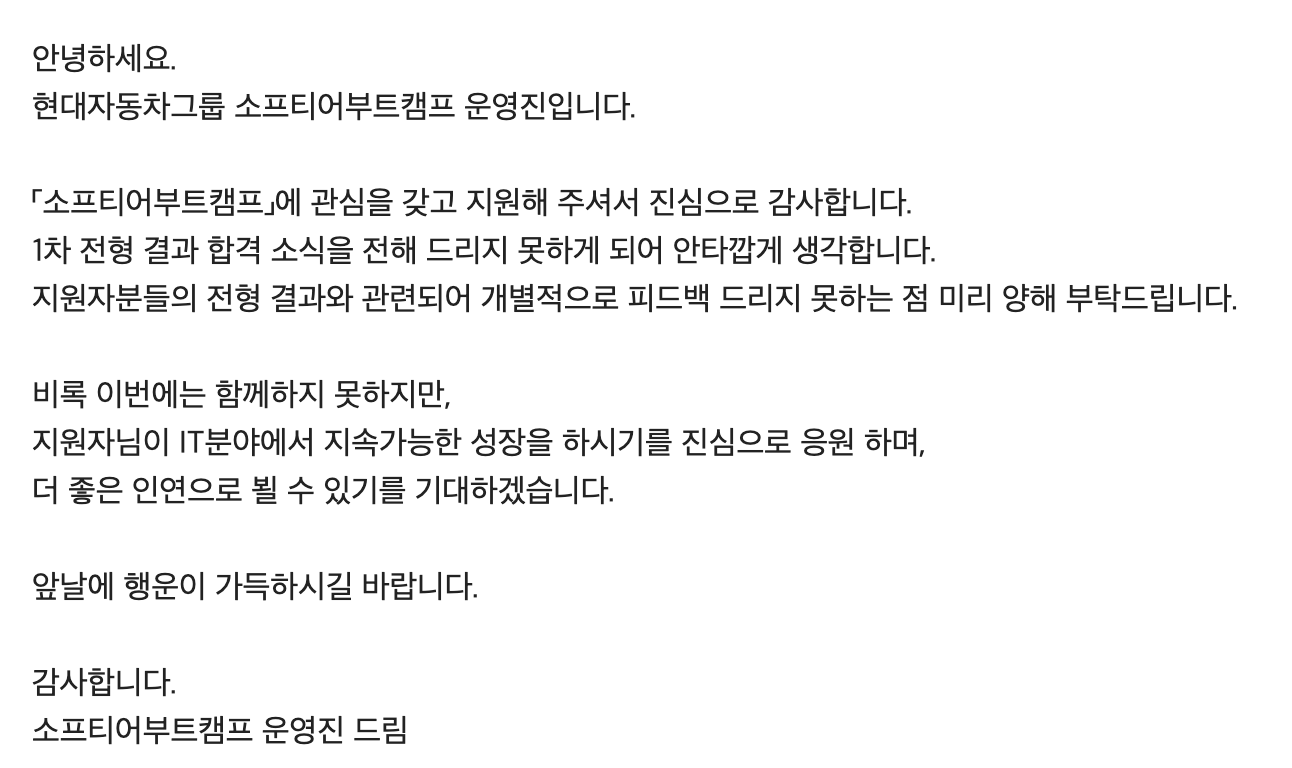 안녕하세요.
현대자동차그룹 소프티어부트캠프 운영진입니다.
「소프티어부트캠프」에 관심을 갖고 지원해 주셔서 진심으로 감사합니다.
1차 전형 결과 합격 소식을 전해 드리지 못하게 되어 안타깝게 생각합니다.
지원자분들의 전형 결과와 관련되어 개별적으로 피드백 드리지 못하는 점 미리 양해 부탁드립니다.
비록 이번에는 함께하지 못하지만,
지원자님이 IT분야에서 지속가능한 성장을 하시기를 진심으로 응원 하며,
더 좋은 인연으로 뵐 수 있기를 기대하겠습니다.
앞날에 행운이 가득하시길 바랍니다.
감사합니다.
소프티어부트캠프 운영진 드림